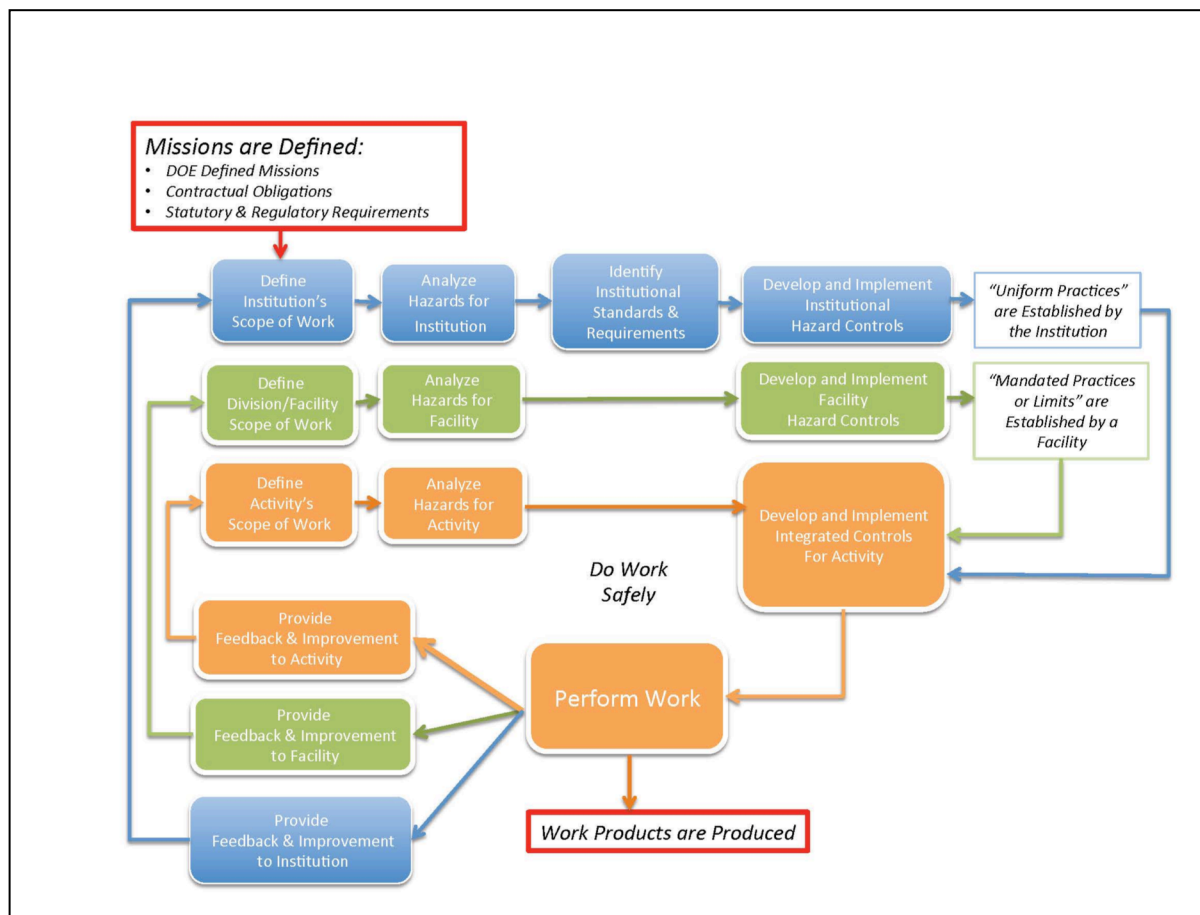 Missions are Defined:
• DOE Defined Missions
• Contractual Obligations
• Statutory & Regulatory Requirements
Define
Institution's
Scope of Work
Analyze
Hazards for
Institution
Identify
Institutional
Standards &
Requirements
Develop and Implement
Institutional
Hazard Controls
“Uniform Practices”
are Established by
the Institution
Define
Division/Facility
Scope of Work
Analyze
Hazards for
Facility
Develop and Implement
Facility
Hazard Controls
“Mandated Practices
or Limits” are
Established by a
Facility
Define
Activity's
Scope of Work
Analyze
Hazards for
Activity
Develop and Implement
Integrated Controls
For Activity
Do Work
Safely
Provide
Feedback & Improvement
to Activity
Perform Work
Provide
Feedback & Improvement
to Facility
Provide
Feedback & Improvement
to Institution
Work Products are Produced